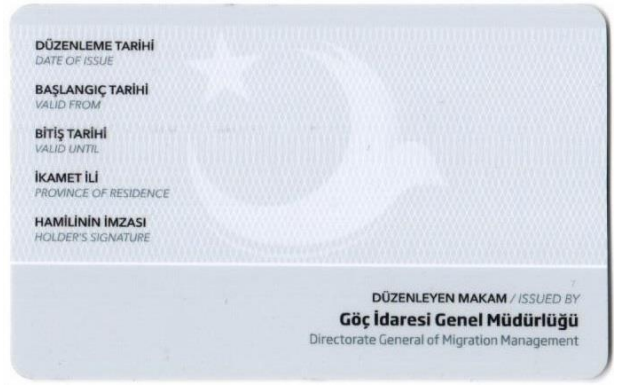 DÜZENLEME TARİHİ
DATE OF ISSUE
BAŞLANGIÇ TARİHİ
VALID FROM
BİTİŞ TARİHİ
VALID UNTIL
İKAMET İLİ
PROVINCE OF RESIDENCE
HAMİLİNİN İMZASI
HOLDER'S SIGNATURE
DÜZENLEYEN MAKAM / ISSUED BY
Göç İdaresi Genel Müdürlüğü
Directorate General of Migration Management